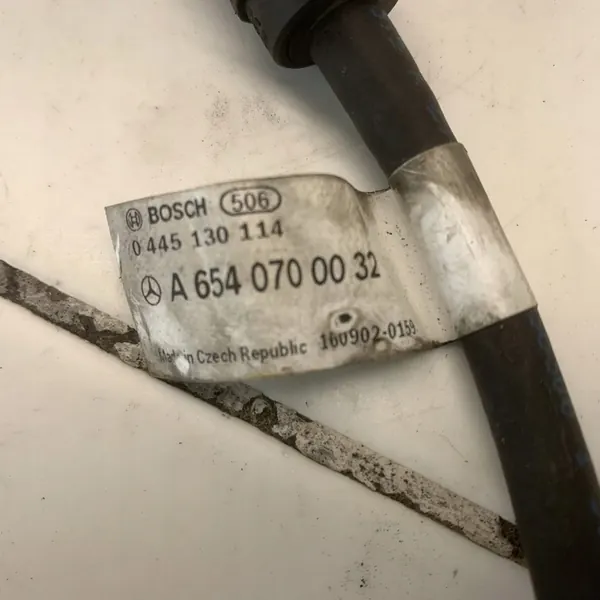 BOSCH 506
0 445 130 114
A 654 070 00 32
Made in Czech Republic 160902-0159